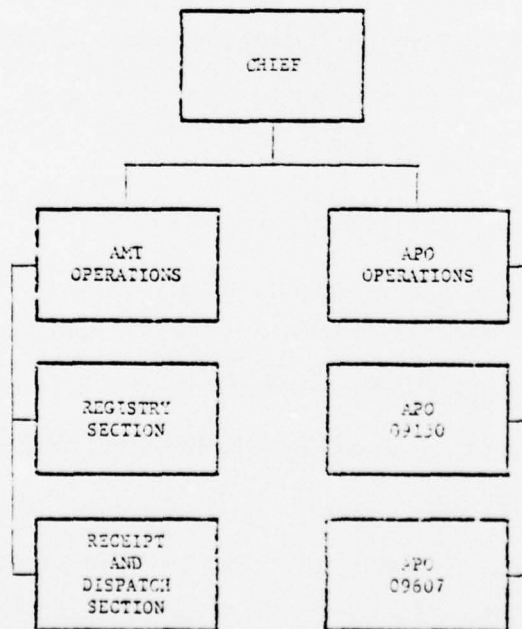 CHIEF
AMT
OPERATIONS
APO
OPERATIONS
REGISTRY
SECTION
APO
09130
RECEIPT
AND
DISPATCH
SECTION
APO
09607